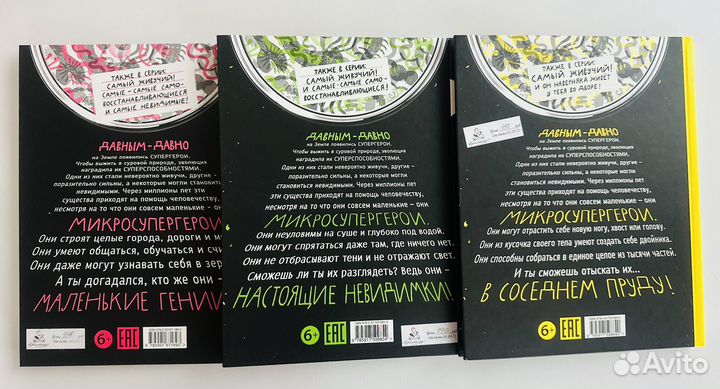 ТАКЖЕ В СЕРИИ:
САМЫЙ ЖИВУЧИЙ!
САМЫЕ-САМЫЕ САМО-
ВОССТАНАВЛИВАЮЩИЕСЯ
И САМЫЕ НЕВИДИМЫЕ!
ДАВНЫМ-ДАВНО
на Земле появились СУПЕРГЕРОИ.
Чтобы выжить в суровой природе, эволюция
наградила их СУПЕРСПОСОБНОСТЯМИ.
Одни из них стали невероятно живучи, другие –
поразительно сильны, а некоторые могли
становиться невидимыми. Через миллионы лет эти
существа приходят на помощь человечеству,
несмотря на то что они совсем маленькие – они
МИКРОСУПЕРГЕРОИ
Они строят целые города, дороги и м
Они умеют общаться, обучаться и сч
Они даже могут узнавать себя в зер
А ты догадался, кто же они –
МАЛЕНЬКИЕ ГЕНИИ
6+
EAC
ТАКЖЕ В СЕРИИ:
САМЫЙ ЖИВУЧИЙ!
И САМЫЕ-САМЫЕ САМО-
ВОССТАНАВЛИВАЮЩИЕСЯ!
ДАВНЫМ-ДАВНО
на Земле появились СУПЕРГЕРОИ.
Чтобы выжить в суровой природе, эволюция
наградила их СУПЕРСПОСОБНОСТЯМИ.
Одни из них стали невероятно живучи, другие –
поразительно сильны, а некоторые могли становиться
невидимыми. Через миллионы лет эти
существа приходят на помощь человечеству,
несмотря на то что они совсем маленькие – они
МИКРОСУПЕРГЕРОИ.
Они неуловимы на суше и глубоко под водой.
Они могут спрятаться даже там, где ничего нет.
Они не отбрасывают тени и не отражают свет.
Сможешь ли ты их разглядеть? Ведь они –
НАСТОЯЩИЕ НЕВИДИМКИ!
6+
EAC
ТАКЖЕ В СЕРИИ:
САМЫЙ ЖИВУЧИЙ!
И ОН НАВЕРНЯКА ЖИВЁТ
У ТЕБЯ ВО ДВОРЕ!
ДАВНЫМ-ДАВНО
на Земле появились СУПЕРГЕРОИ.
Чтобы выжить в суровой природе, эволюция
наградила их СУПЕРСПОСОБНОСТЯМИ.
Одни из них стали невероятно живучи, другие –
поразительно сильны, а некоторые могли
становиться невидимыми. Через миллионы лет
эти существа приходят на помощь человечеству,
несмотря на то что они совсем маленькие – они
МИКРОСУПЕРГЕРОИ.
Они могут отрастить себе новую ногу, хвост или голову.
Они из кусочка своего тела умеют создать себе двойника.
Они способны собраться в единое целое из тысячи частей.
И ты сможешь отыскать их...
В СОСЕДНЕМ ПРУДУ!
6+
EAC
Avito